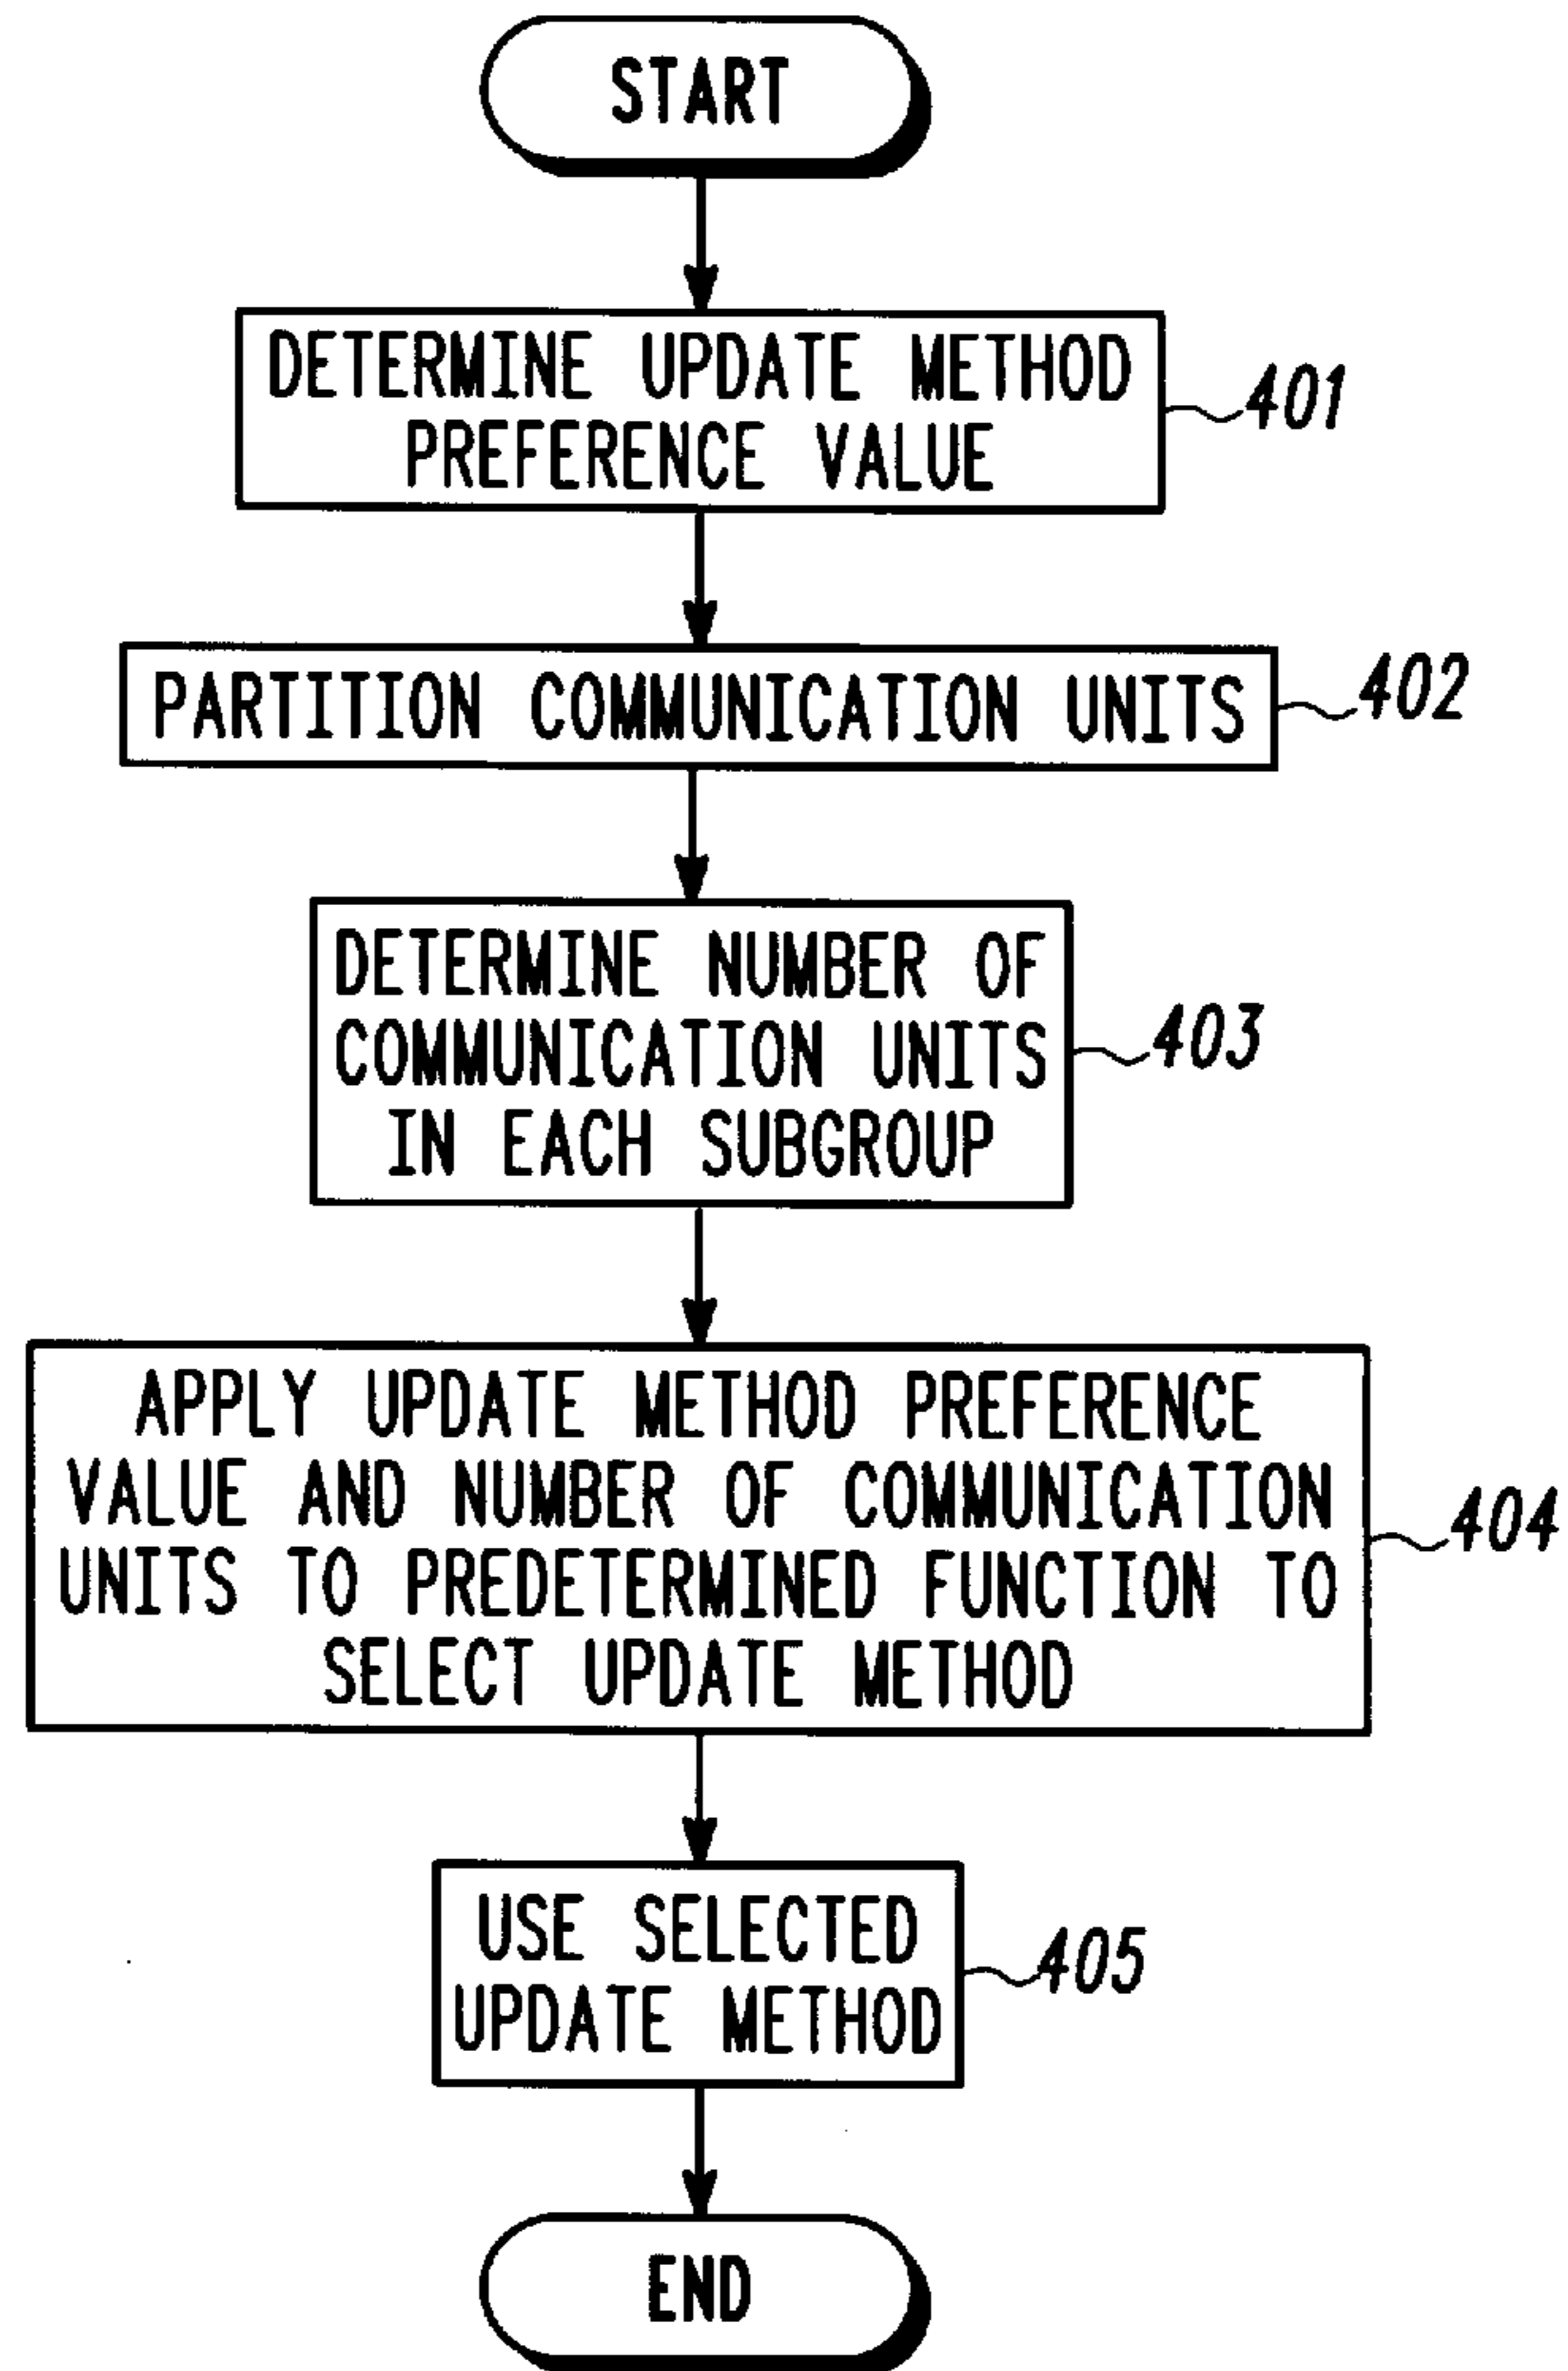 START
DETERMINE UPDATE METHOD
PREFERENCE VALUE
401
PARTITION COMMUNICATION UNITS
402
DETERMINE NUMBER OF
COMMUNICATION UNITS
IN EACH SUBGROUP
403
APPLY UPDATE METHOD PREFERENCE
VALUE AND NUMBER OF COMMUNICATION
UNITS TO PREDETERMINED FUNCTION TO
SELECT UPDATE METHOD
404
USE SELECTED
UPDATE METHOD
405
END